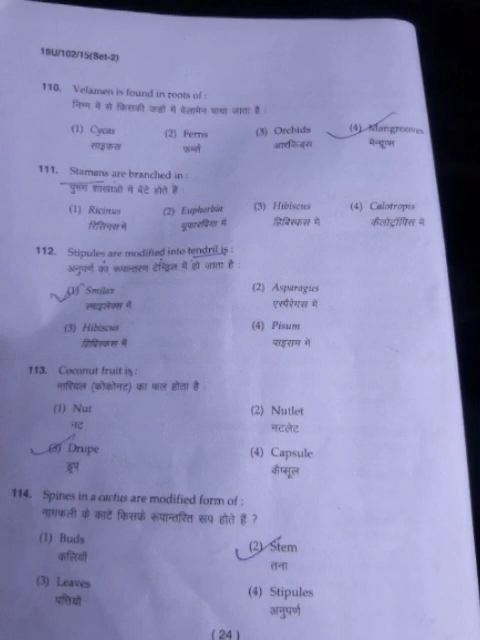 18U/102/15(Set-2)
110. Velamen is found in roots of :
निम्न में से किसकी जड़ों में वेलामेन पाया जाता है :
(1) Cycas (2) Ferns (3) Orchids (4) Mangrooves
साइकस फर्न्स आर्किड्स मैन्ग्रूव्स
111. Stamens are branched in :
पुमंग शाखाओं में बँटे होते हैं :
(1) Ricinus (2) Euphorbia (3) Hibiscus (4) Calotropis
रिसिनस में यूफोरबिया में हिबिस्कस में कैलोट्रॉपिस में
112. Stipules are modified into tendril is :
अनुपर्ण का रूपान्तरण टेन्ड्रिल में हो जाता है :
(1) Smilax (2) Asparagus
स्माइलेक्स में एस्पैरेगस में
(3) Hibiscus (4) Pisum
हिबिस्कस में पाइसम में
113. Coconut fruit is :
नारियल (कोकोनट) का फल होता है :
(1) Nut (2) Nutlet
नट नटलेट
(3) Drupe (4) Capsule
ड्रूप कैप्सूल
114. Spines in a cactus are modified form of :
नागफली के काटें किसके रूपान्तरित रूप होते हैं ?
(1) Buds (2) Stem
कलियाँ तना
(3) Leaves (4) Stipules
पत्तियाँ अनुपर्ण
( 24 )